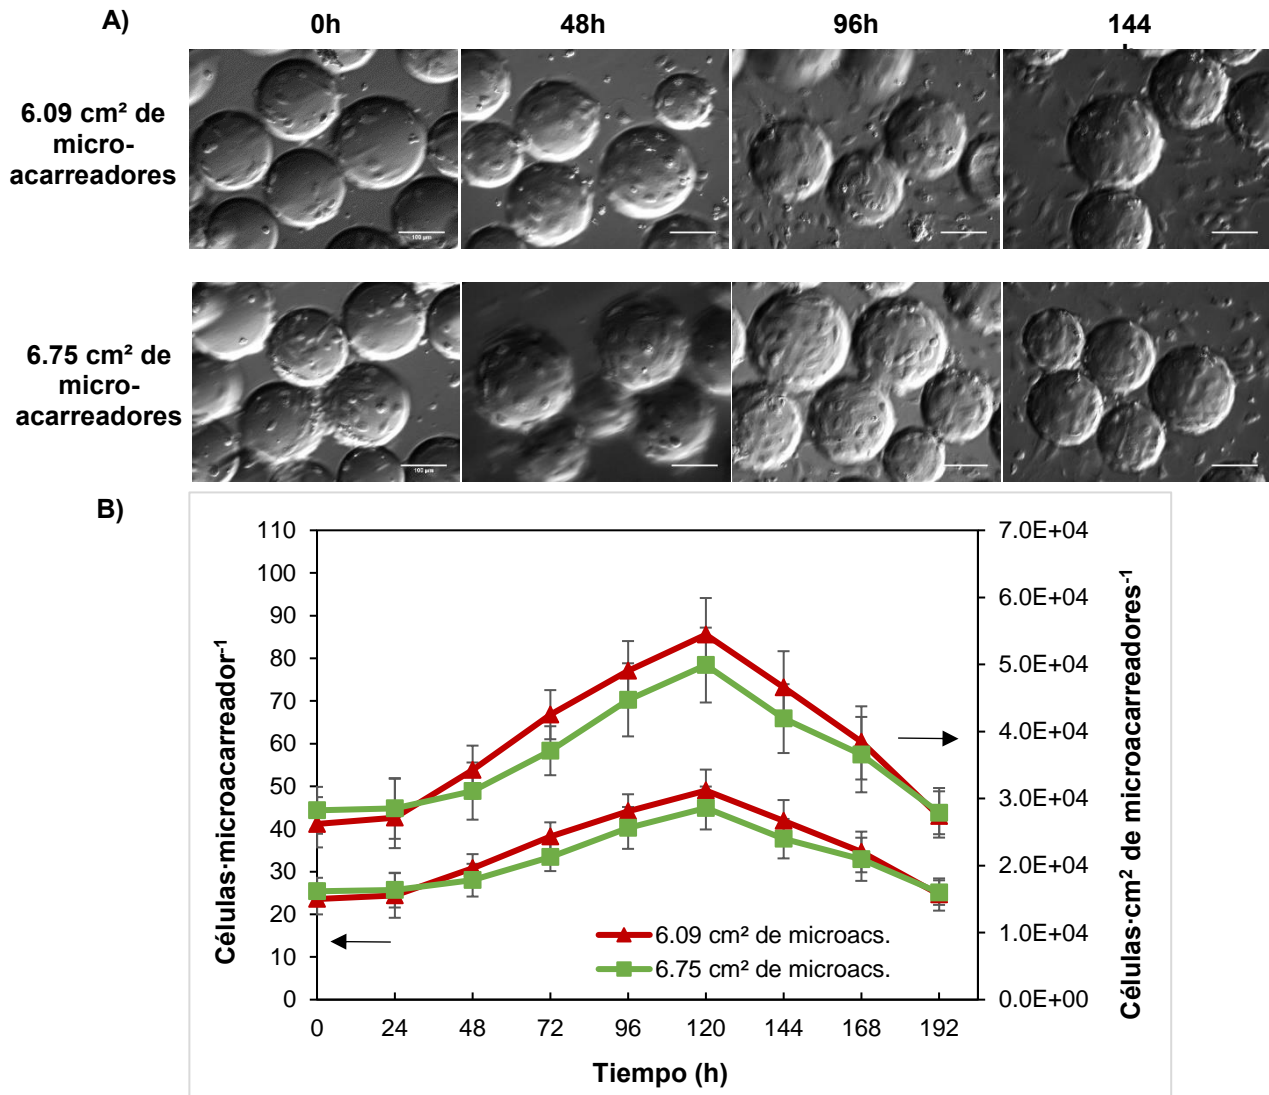 A)
0h
48h
96h
144
6.09 cm² de
micro-
acarreadores
100 µm
6.75 cm² de
micro-
acarreadores
100 µm
B)
110
100
90
80
70
60
50
40
30
20
10
0
Células·microacarreador⁻¹
7.0E+04
6.0E+04
5.0E+04
4.0E+04
3.0E+04
2.0E+04
1.0E+04
0.0E+00
Células·cm² de microacarreadores⁻¹
6.09 cm² de microacs.
6.75 cm² de microacs.
0 24 48 72 96 120 144 168 192
Tiempo (h)